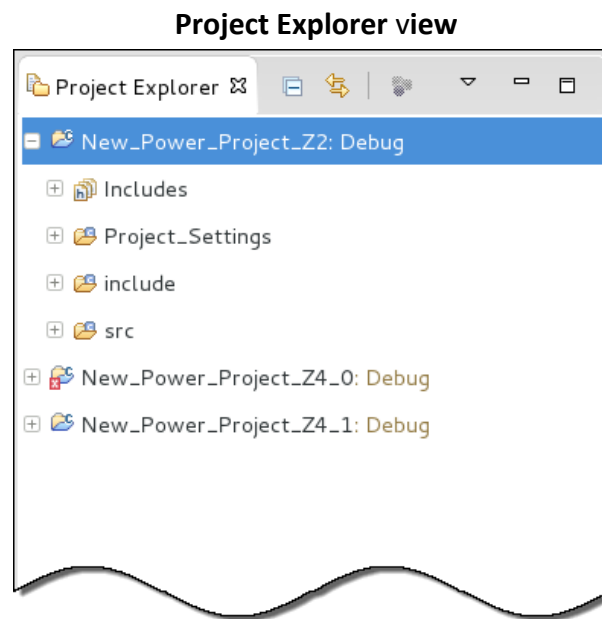 Project Explorer view
Project Explorer
New_Power_Project_Z2: Debug
Includes
Project_Settings
include
src
New_Power_Project_Z4_0: Debug
New_Power_Project_Z4_1: Debug